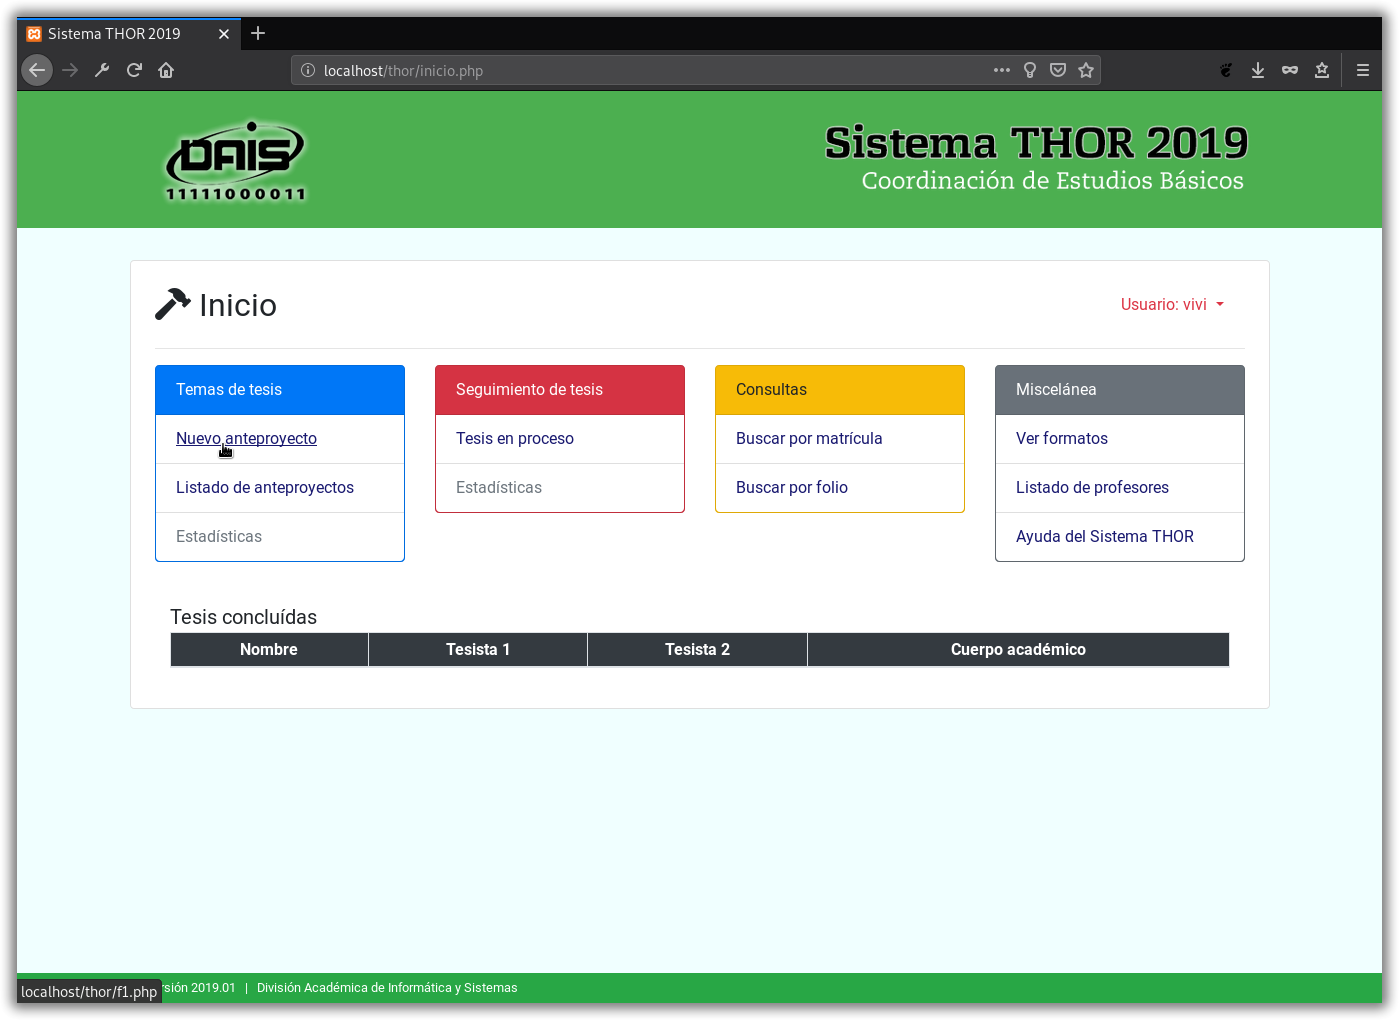 Sistema THOR 2019
localhost/thor/inicio.php
DAIS
11111000011
Sistema THOR 2019
Coordinación de Estudios Básicos
Inicio
Usuario: vivi
Temas de tesis
Nuevo anteproyecto
Listado de anteproyectos
Estadísticas
Seguimiento de tesis
Tesis en proceso
Estadísticas
Consultas
Buscar por matrícula
Buscar por folio
Miscelánea
Ver formatos
Listado de profesores
Ayuda del Sistema THOR
Tesis concluídas
Nombre Tesista 1 Tesista 2 Cuerpo académico
localhost/thor/f1.php
2019.01 | División Académica de Informática y Sistemas